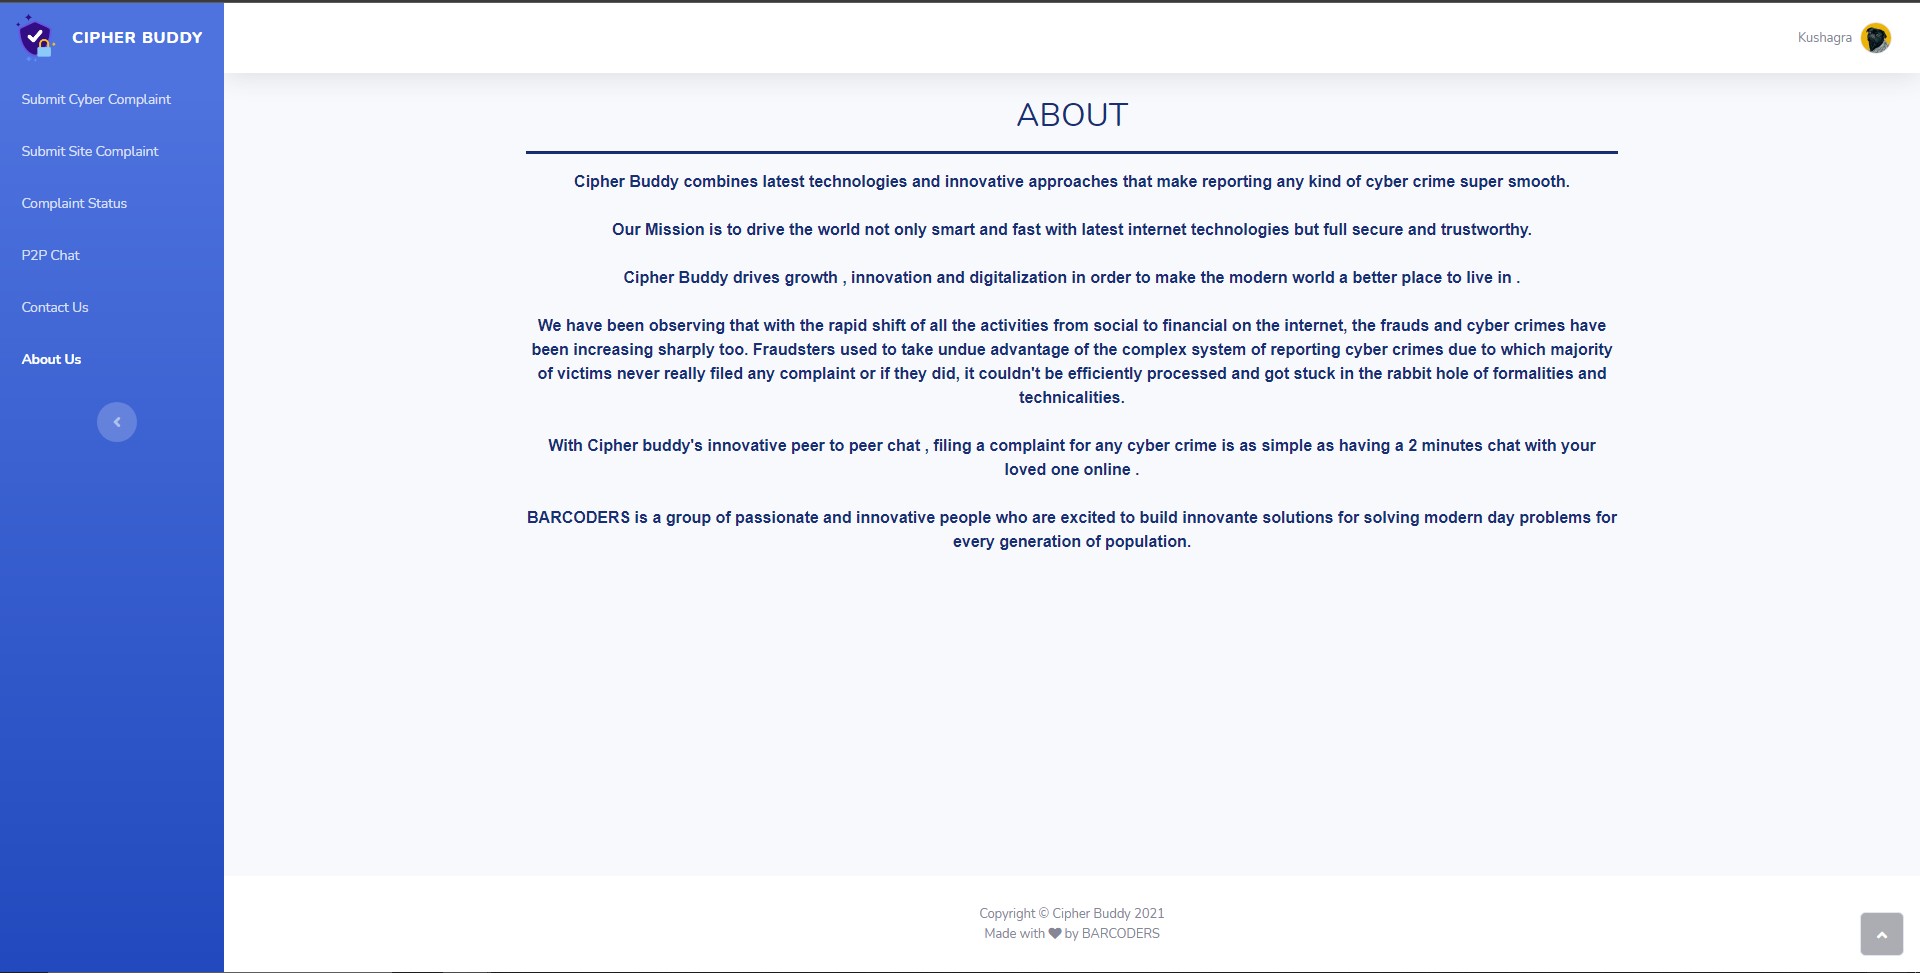 CIPHER BUDDY
Kushagra
Submit Cyber Complaint
Submit Site Complaint
Complaint Status
P2P Chat
Contact Us
About Us
ABOUT
Cipher Buddy combines latest technologies and innovative approaches that make reporting any kind of cyber crime super smooth.
Our Mission is to drive the world not only smart and fast with latest internet technologies but full secure and trustworthy.
Cipher Buddy drives growth , innovation and digitalization in order to make the modern world a better place to live in .
We have been observing that with the rapid shift of all the activities from social to financial on the internet, the frauds and cyber crimes have
been increasing sharply too. Fraudsters used to take undue advantage of the complex system of reporting cyber crimes due to which majority
of victims never really filed any complaint or if they did, it couldn't be efficiently processed and got stuck in the rabbit hole of formalities and
technicalities.
With Cipher buddy's innovative peer to peer chat , filing a complaint for any cyber crime is as simple as having a 2 minutes chat with your
loved one online .
BARCODERS is a group of passionate and innovative people who are excited to build innovante solutions for solving modern day problems for
every generation of population.
Copyright © Cipher Buddy 2021
Made with ❤ by BARCODERS